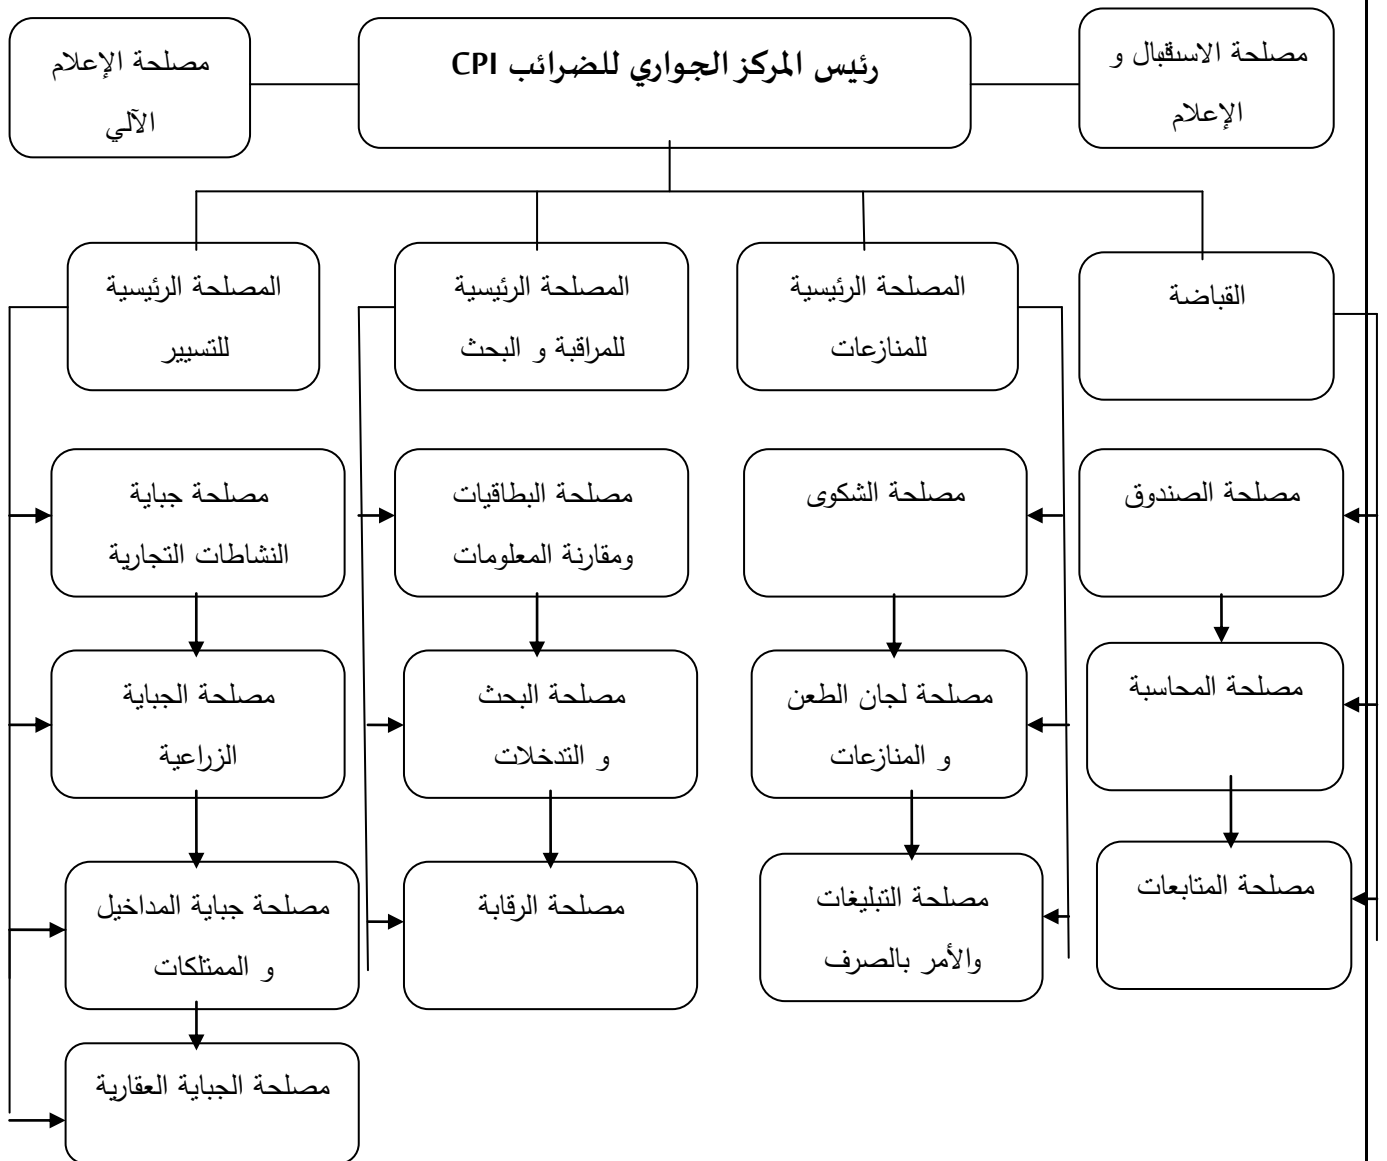 مصلحة الاستقبال و
الإعلام
رئيس المركز الجواري للضرائب CPI
مصلحة الإعلام
الآلي
القباضة
المصلحة الرئيسية
للمنازعات
المصلحة الرئيسية
للمراقبة و البحث
المصلحة الرئيسية
للتسيير
مصلحة الصندوق
مصلحة الشكوى
مصلحة البطاقيات
ومقارنة المعلومات
مصلحة جباية
النشاطات التجارية
مصلحة المحاسبة
مصلحة لجان الطعن
و المنازعات
مصلحة البحث
و التدخلات
مصلحة الجباية
الزراعية
مصلحة المتابعات
مصلحة التبليغات
والأمر بالصرف
مصلحة الرقابة
مصلحة جباية المداخيل
و الممتلكات
مصلحة الجباية العقارية